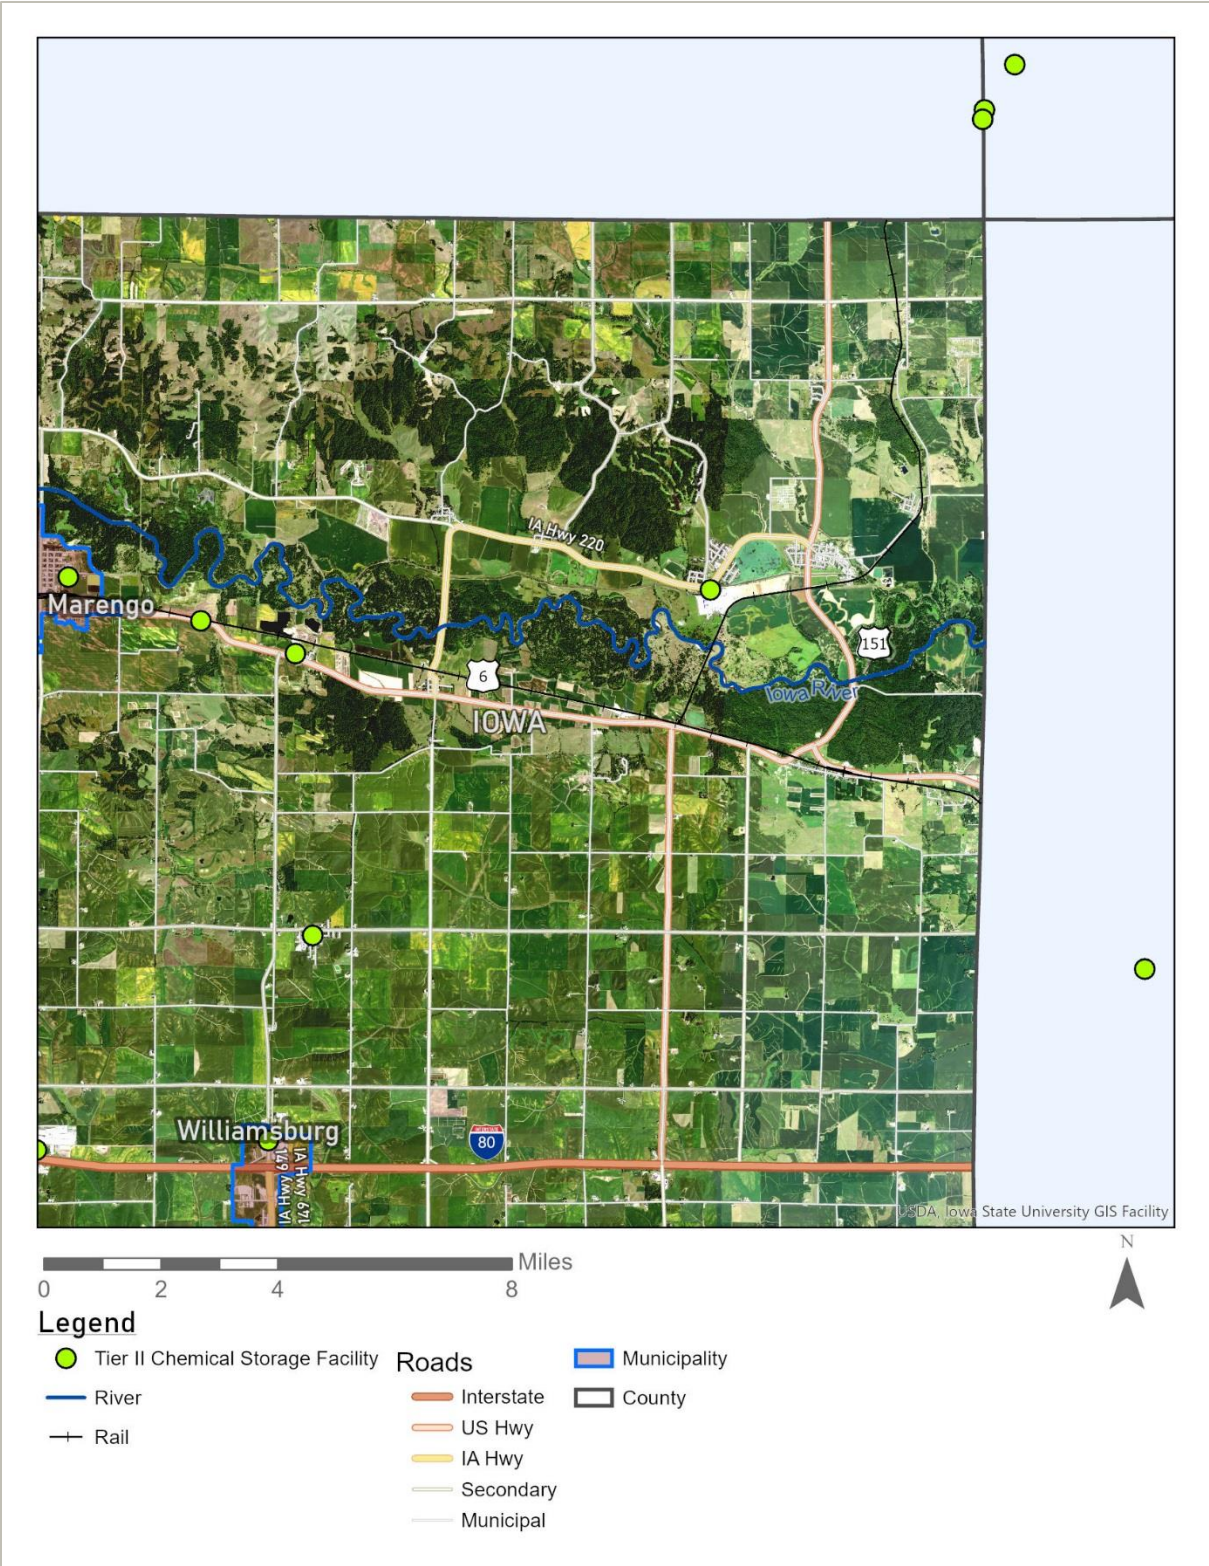 IA Hwy 220
Marengo
151
6
Iowa River
IOWA
Williamsburg
80
IA Hwy 149
IA Hwy 149
USDA, Iowa State University GIS Facility
Miles
0 2 4 8
N
Legend
Tier II Chemical Storage Facility
River
Rail
Roads
Interstate
US Hwy
IA Hwy
Secondary
Municipal
Municipality
County